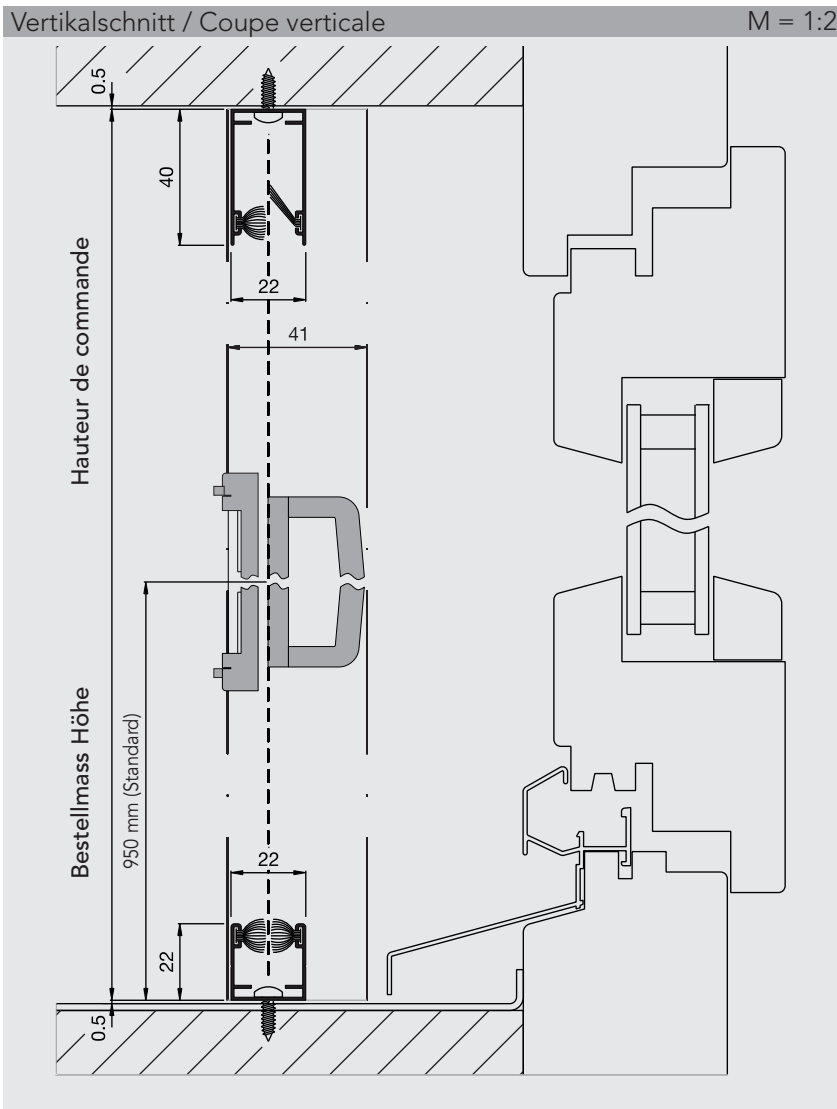 Vertikalschnitt / Coupe verticale M = 1:2
0.5
40
22
41
Hauteur de commande
Bestellmass Höhe
950 mm (Standard)
22
22
0.5